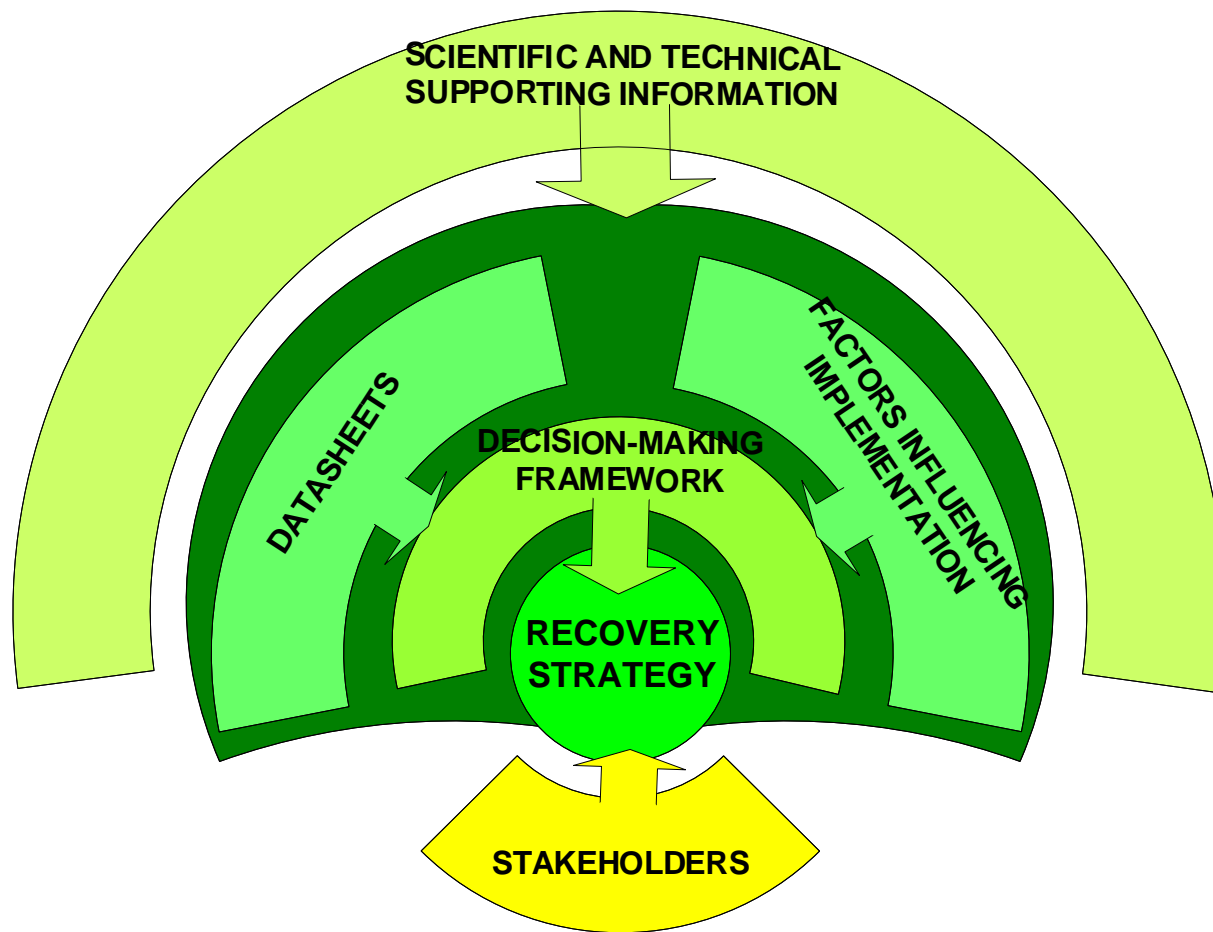 SCIENTIFIC AND TECHNICAL
SUPPORTING INFORMATION
DATASHEETS
FACTORS INFLUENCING
IMPLEMENTATION
DECISION-MAKING
FRAMEWORK
RECOVERY
STRATEGY
STAKEHOLDERS